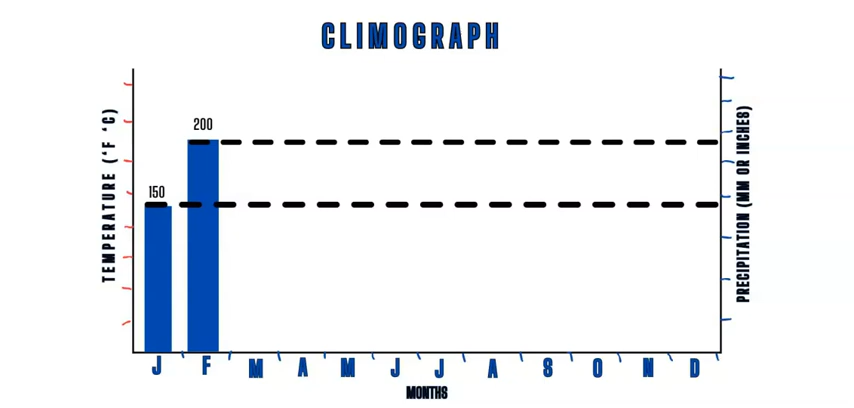 CLIMOGRAPH
200
150
TEMPERATURE (°F °C)
PRECIPITATION (MM OR INCHES)
J F M A M J J A S O N D
MONTHS